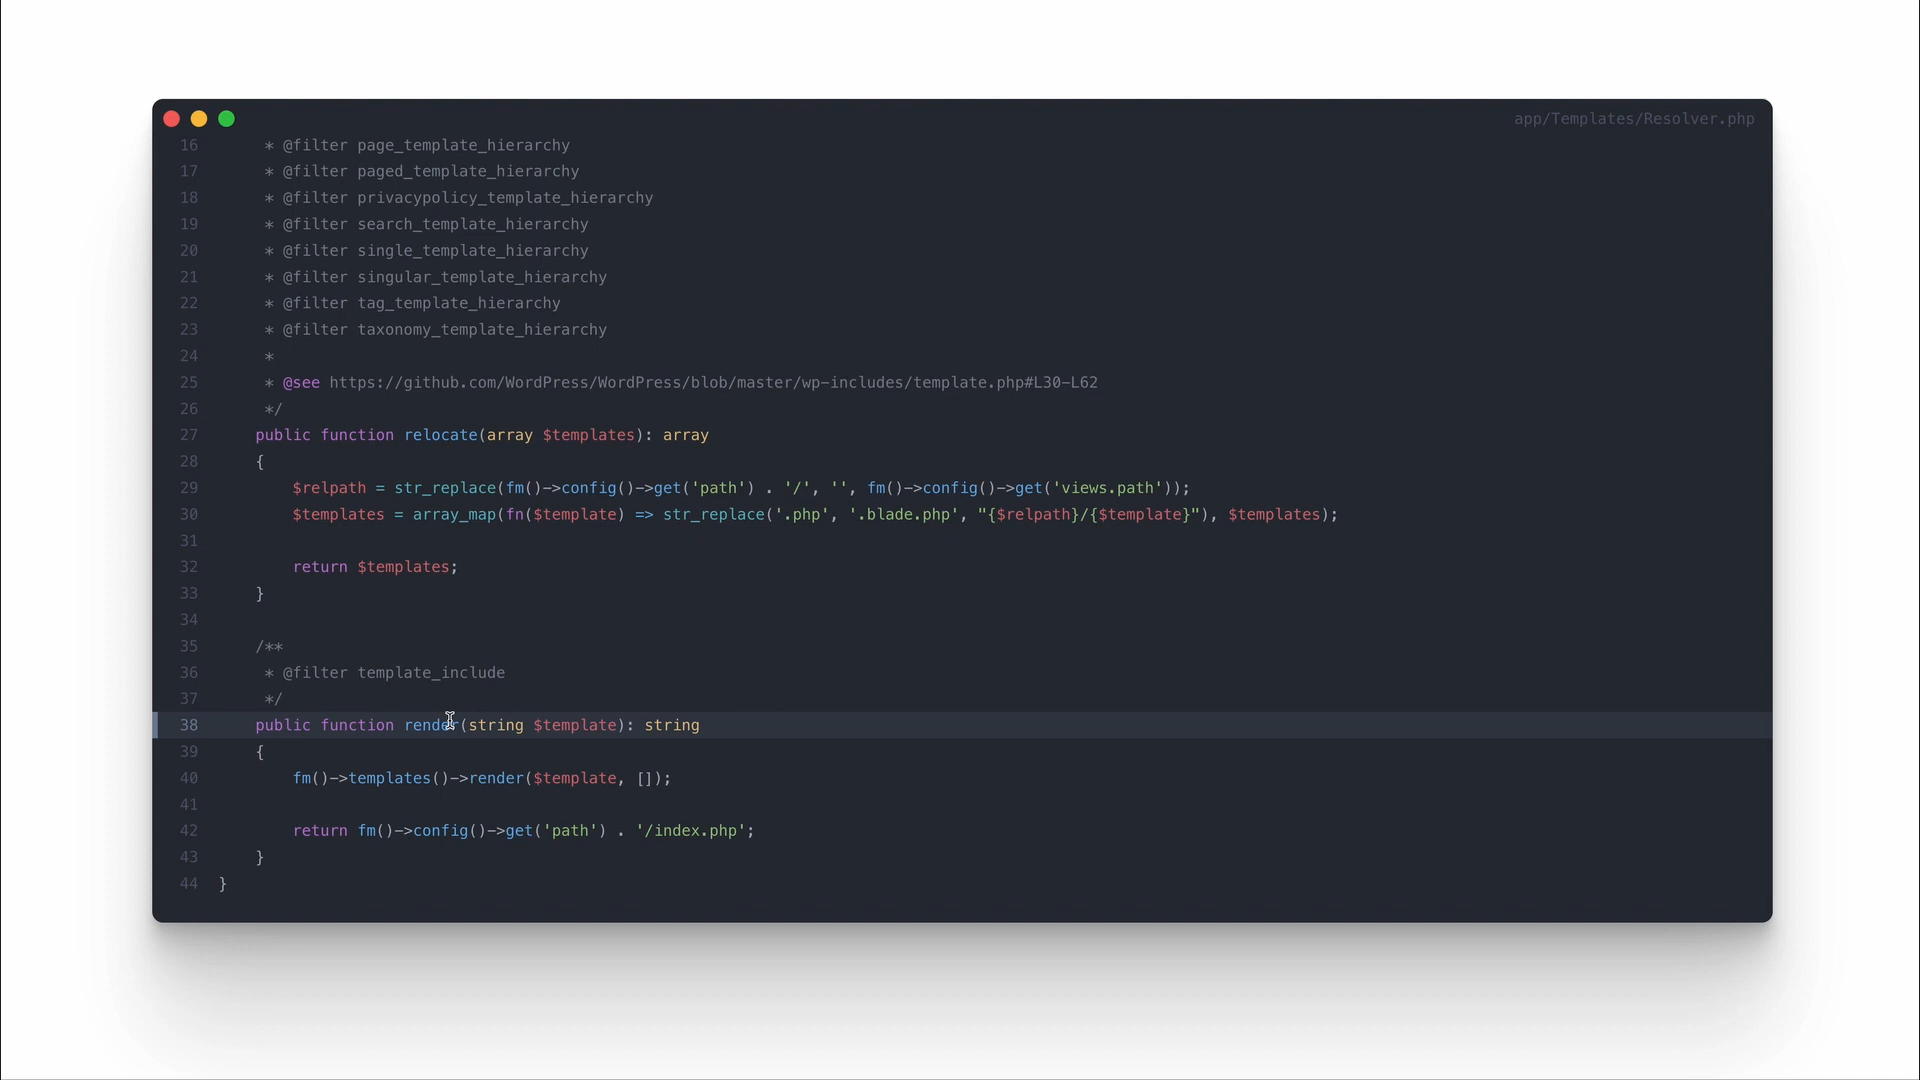 app/Templates/Resolver.php
16       * @filter page_template_hierarchy
17       * @filter paged_template_hierarchy
18       * @filter privacypolicy_template_hierarchy
19       * @filter search_template_hierarchy
20       * @filter single_template_hierarchy
21       * @filter singular_template_hierarchy
22       * @filter tag_template_hierarchy
23       * @filter taxonomy_template_hierarchy
24       *
25       * @see https://github.com/WordPress/WordPress/blob/master/wp-includes/template.php#L30-L62
26       */
27      public function relocate(array $templates): array
28      {
29          $relpath = str_replace(fm()->config()->get('path') . '/', '', fm()->config()->get('views.path'));
30          $templates = array_map(fn($template) => str_replace('.php', '.blade.php', "{$relpath}/{$template}"), $templates);
31
32          return $templates;
33      }
34
35      /**
36       * @filter template_include
37       */
38      public function render(string $template): string
39      {
40          fm()->templates()->render($template, []);
41
42          return fm()->config()->get('path') . '/index.php';
43      }
44  }